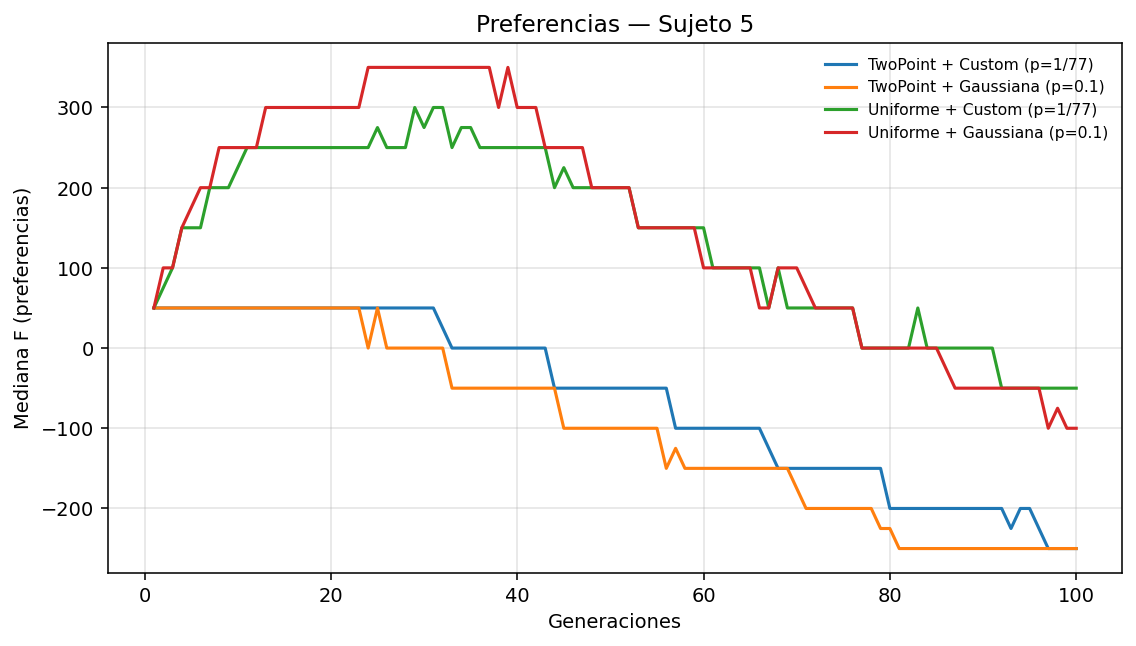 Preferencias — Sujeto 5
TwoPoint + Custom (p=1/77)
TwoPoint + Gaussiana (p=0.1)
Uniforme + Custom (p=1/77)
Uniforme + Gaussiana (p=0.1)
Mediana F (preferencias)
300
200
100
0
−100
−200
0 20 40 60 80 100
Generaciones